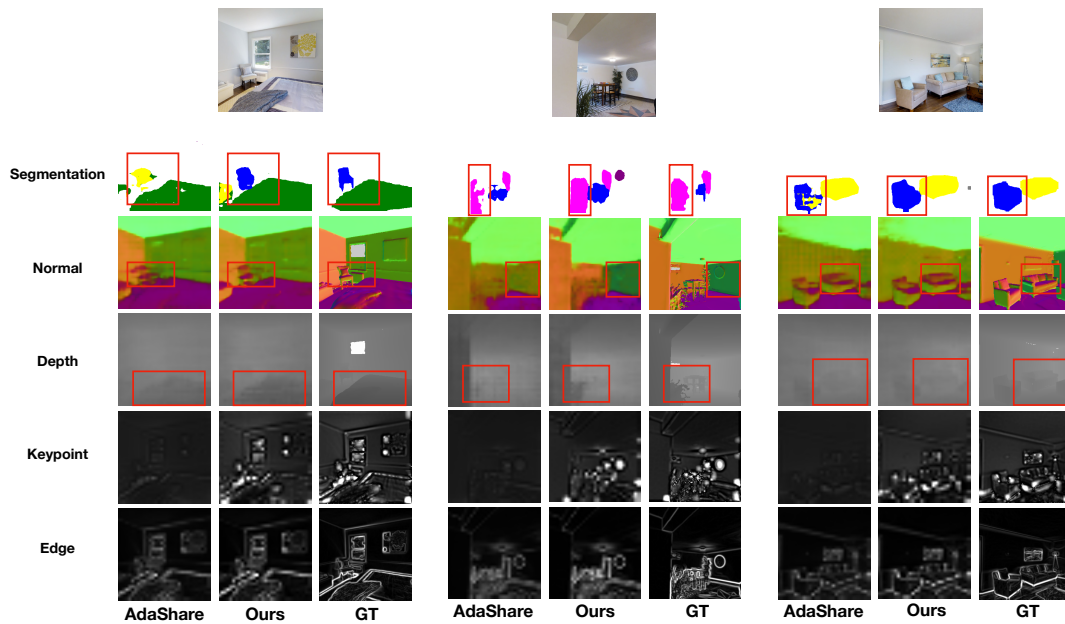 Segmentation
Normal
Depth
Keypoint
Edge
AdaShare Ours GT AdaShare Ours GT AdaShare Ours GT